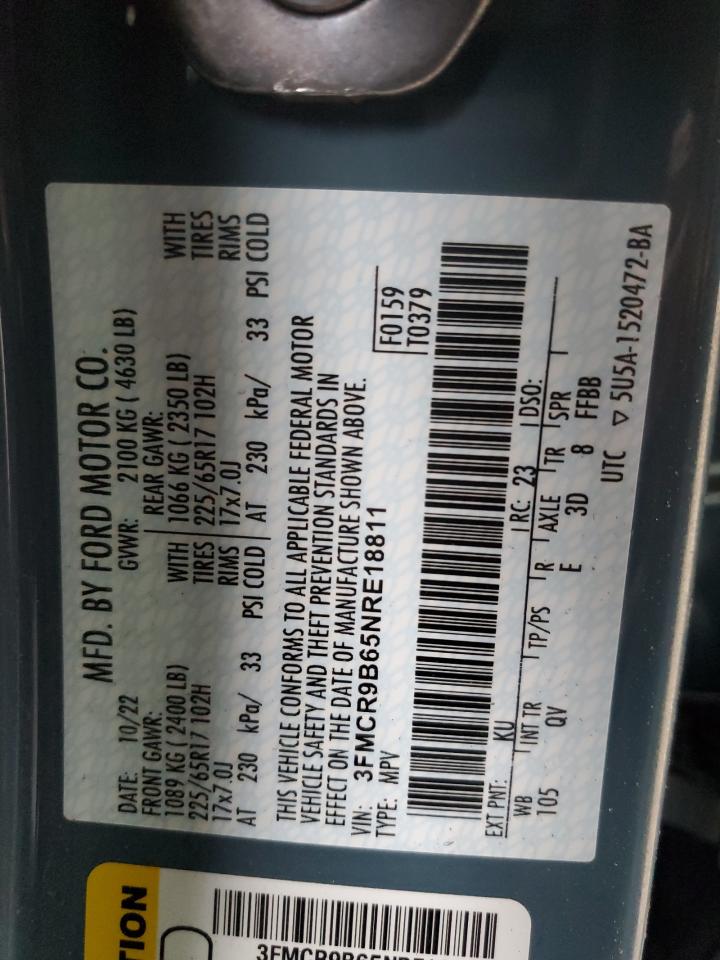 MFD. BY FORD MOTOR CO.
DATE: 10/22 GVWR: 2100 KG ( 4630 LB)
FRONT GAWR: REAR GAWR:
1089 KG ( 2400 LB) WITH 1066 KG ( 2350 LB) WITH
225/65R17 102H TIRES 225/65R17 102H TIRES
17x7.0J RIMS 17x7.0J RIMS
AT 230 kPa/ 33 PSI COLD AT 230 kPa/ 33 PSI COLD
THIS VEHICLE CONFORMS TO ALL APPLICABLE FEDERAL MOTOR
VEHICLE SAFETY AND THEFT PREVENTION STANDARDS IN
EFFECT ON THE DATE OF MANUFACTURE SHOWN ABOVE.
VIN: 3FMCR9B65NRE18811 F0159
TYPE: MPV T0379
EXT PNT: KU RC: 23 DSO:
WB INT TR TP/PS R AXLE TR SPR
105 QV E 3D 8 FFBB
UTC ▽ 5U5A-1520472-BA
TION